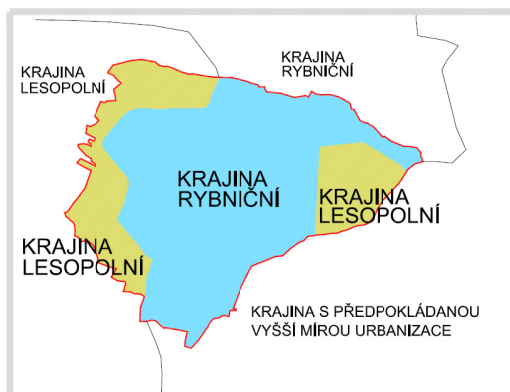 KRAJINA
RYBNIČNÍ
KRAJINA
LESOPOLNÍ
KRAJINA
RYBNIČNÍ
KRAJINA
LESOPOLNÍ
KRAJINA
LESOPOLNÍ
KRAJINA S PŘEDPOKLÁDANOU
VYŠŠÍ MÍROU URBANIZACE